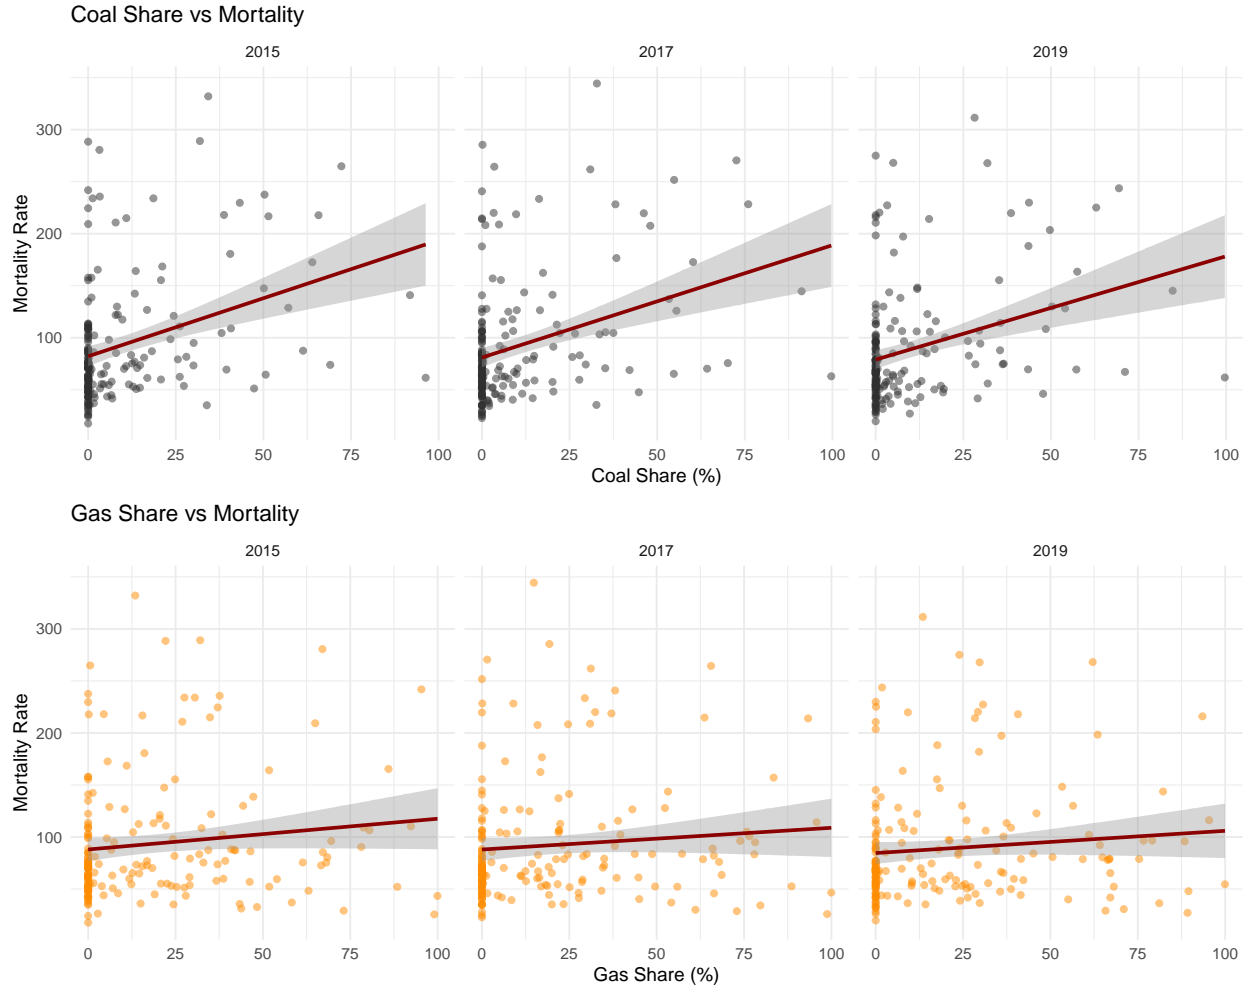 Coal Share vs Mortality
2015 2017 2019
Mortality Rate
300
200
100
0 25 50 75 100 0 25 50 75 100 0 25 50 75 100
Coal Share (%)
Gas Share vs Mortality
2015 2017 2019
Mortality Rate
300
200
100
0 25 50 75 100 0 25 50 75 100 0 25 50 75 100
Gas Share (%)